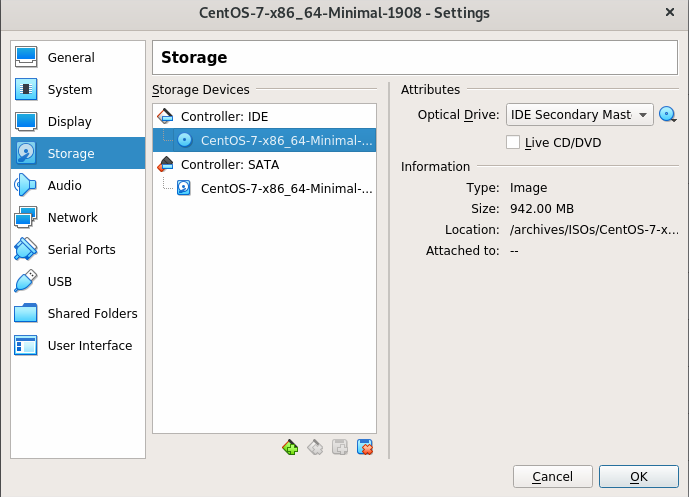 CentOS-7-x86_64-Minimal-1908 - Settings
General
System
Display
Storage
Audio
Network
Serial Ports
USB
Shared Folders
User Interface
Storage
Storage Devices
Controller: IDE
CentOS-7-x86_64-Minimal-...
Controller: SATA
CentOS-7-x86_64-Minimal-...
Attributes
Optical Drive: IDE Secondary Mast
Live CD/DVD
Information
Type: Image
Size: 942.00 MB
Location: /archives/ISOs/CentOS-7-x...
Attached to: --
Cancel OK